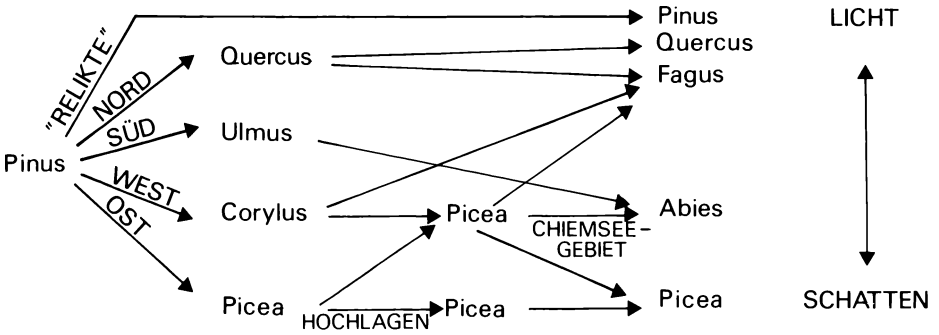 Pinus LICHT
"RELIKTE"
NORD
Quercus Quercus
Fagus
SÜD
Ulmus
Pinus
WEST
Corylus Picea Abies
OST
CHIEMSEE-
GEBIET
Picea Picea Picea SCHATTEN
HOCHLAGEN